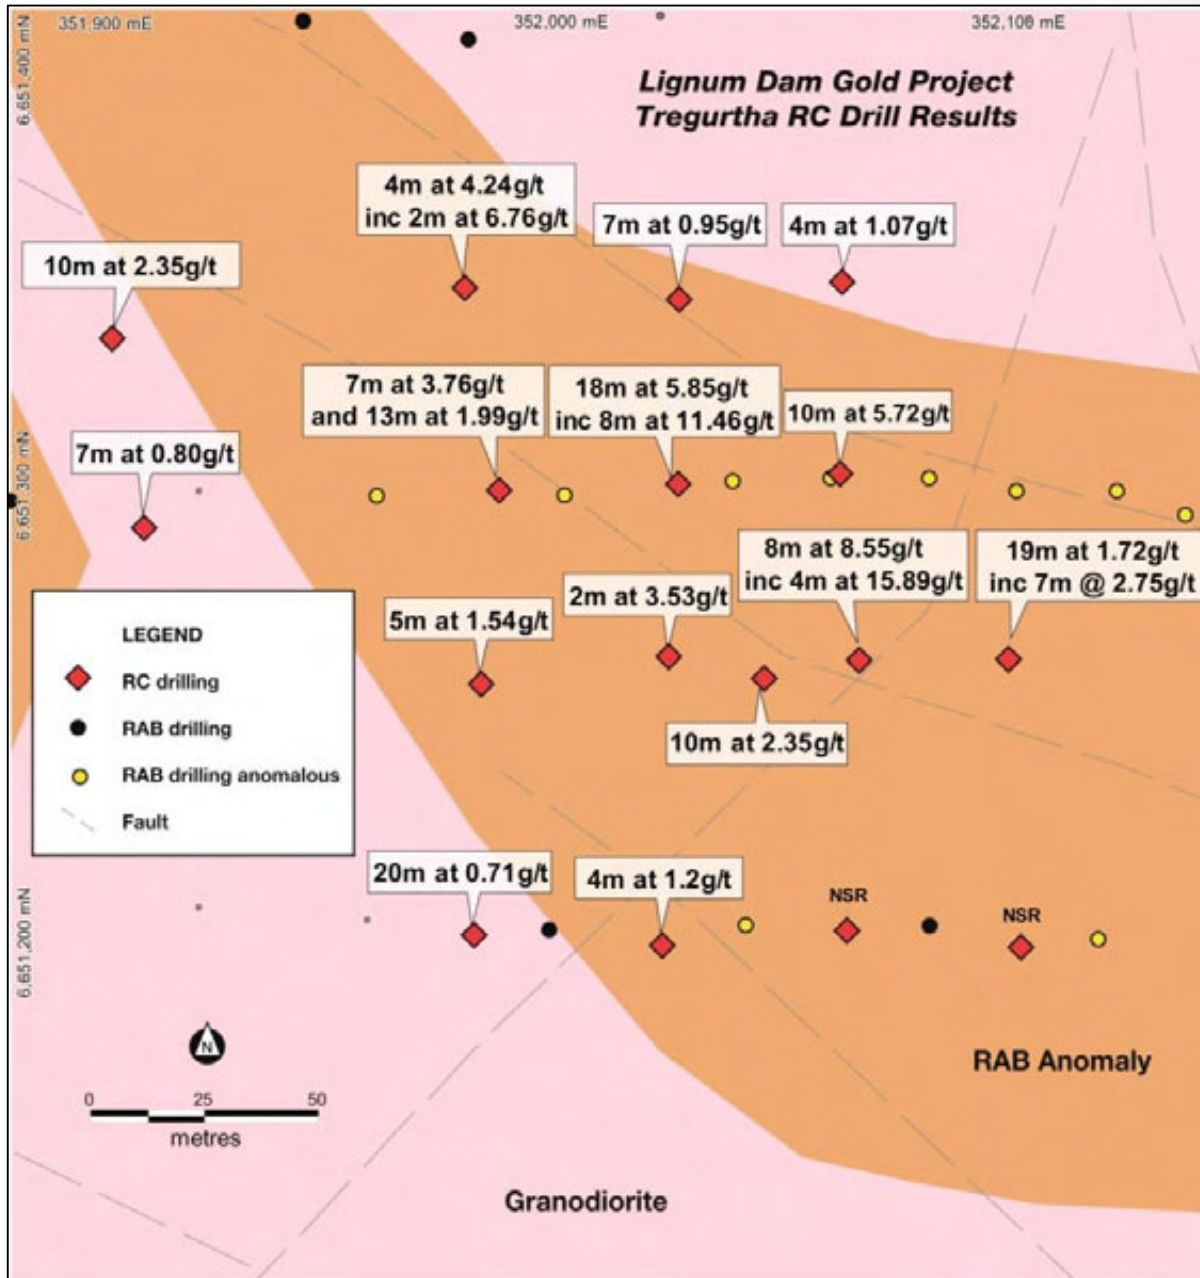 351,900 mE
352,000 mE
352,100 mE
6,651,400 mN
Lignum Dam Gold Project
Tregurtha RC Drill Results
4m at 4.24g/t
inc 2m at 6.76g/t
7m at 0.95g/t
4m at 1.07g/t
10m at 2.35g/t
7m at 3.76g/t
and 13m at 1.99g/t
18m at 5.85g/t
inc 8m at 11.46g/t
10m at 5.72g/t
7m at 0.80g/t
6,651,300 mN
8m at 8.55g/t
inc 4m at 15.89g/t
19m at 1.72g/t
inc 7m @ 2.75g/t
2m at 3.53g/t
5m at 1.54g/t
10m at 2.35g/t
LEGEND
RC drilling
RAB drilling
RAB drilling anomalous
Fault
20m at 0.71g/t
4m at 1.2g/t
NSR
NSR
6,651,200 mN
N
RAB Anomaly
0 25 50
metres
Granodiorite